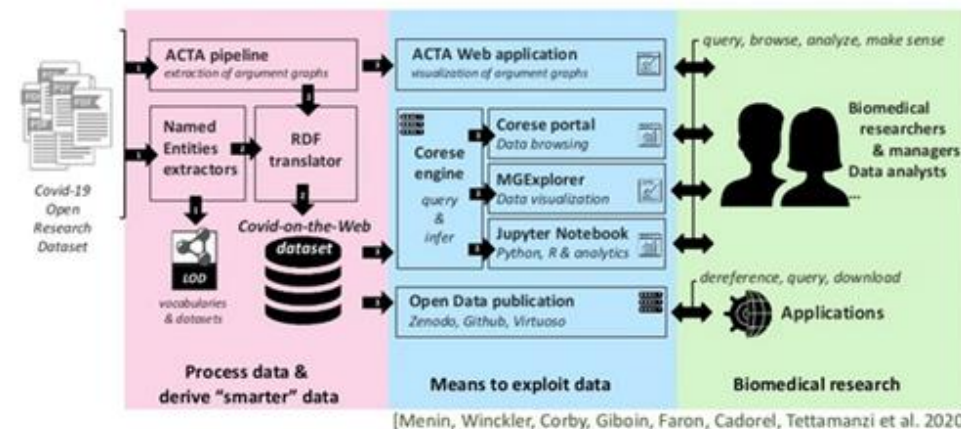 ACTA pipeline
extraction of argument graphs
Named
Entities
extractors
RDF
translator
Covid-19
Open
Research
Dataset
Covid-on-the-Web
dataset
LOD
vocabularies
& datasets
Process data &
derive "smarter" data
ACTA Web application
visualization of argument graphs
Corese
engine
query
&
infer
Corese portal
Data browsing
MGExplorer
Data visualization
Jupyter Notebook
Python, R & analytics
Open Data publication
Zenodo, Github, Virtuoso
Means to exploit data
query, browse, analyze, make sense
Biomedical
researchers
& managers
Data analysts
...
dereference, query, download
Applications
Biomedical research
[Menin, Winckler, Corby, Giboin, Faron, Cadorel, Tettamanzi et al. 2020